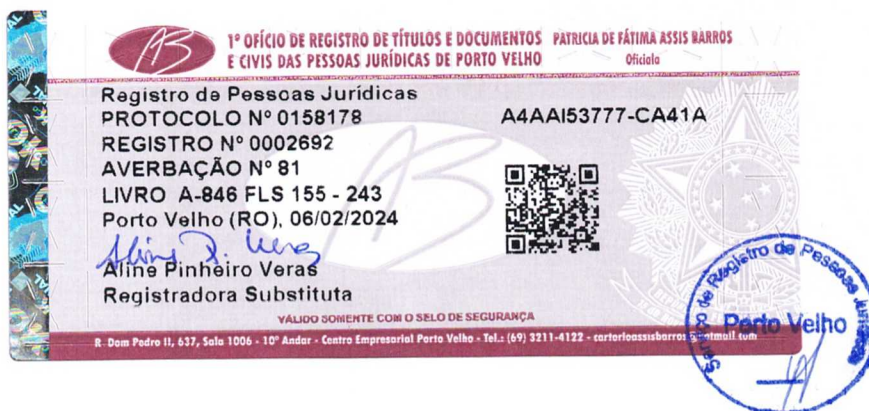 AB
1º OFÍCIO DE REGISTRO DE TÍTULOS E DOCUMENTOS
E CIVIS DAS PESSOAS JURÍDICAS DE PORTO VELHO
PATRICIA DE FÁTIMA ASSIS BARROS
Oficiala
Registro de Pessoas Jurídicas
PROTOCOLO Nº 0158178
A4AAI53777-CA41A
REGISTRO Nº 0002692
AVERBAÇÃO Nº 81
LIVRO A-846 FLS 155 - 243
Porto Velho (RO), 06/02/2024
Aline Pinheiro Veras
Registradora Substituta
VÁLIDO SOMENTE COM O SELO DE SEGURANÇA
R. Dom Pedro II, 637, Sala 1006 - 10º Andar - Centro Empresarial Porto Velho - Tel.: (69) 3211-4122
Serviço de Registro de Pessoas Jurídicas
Porto Velho